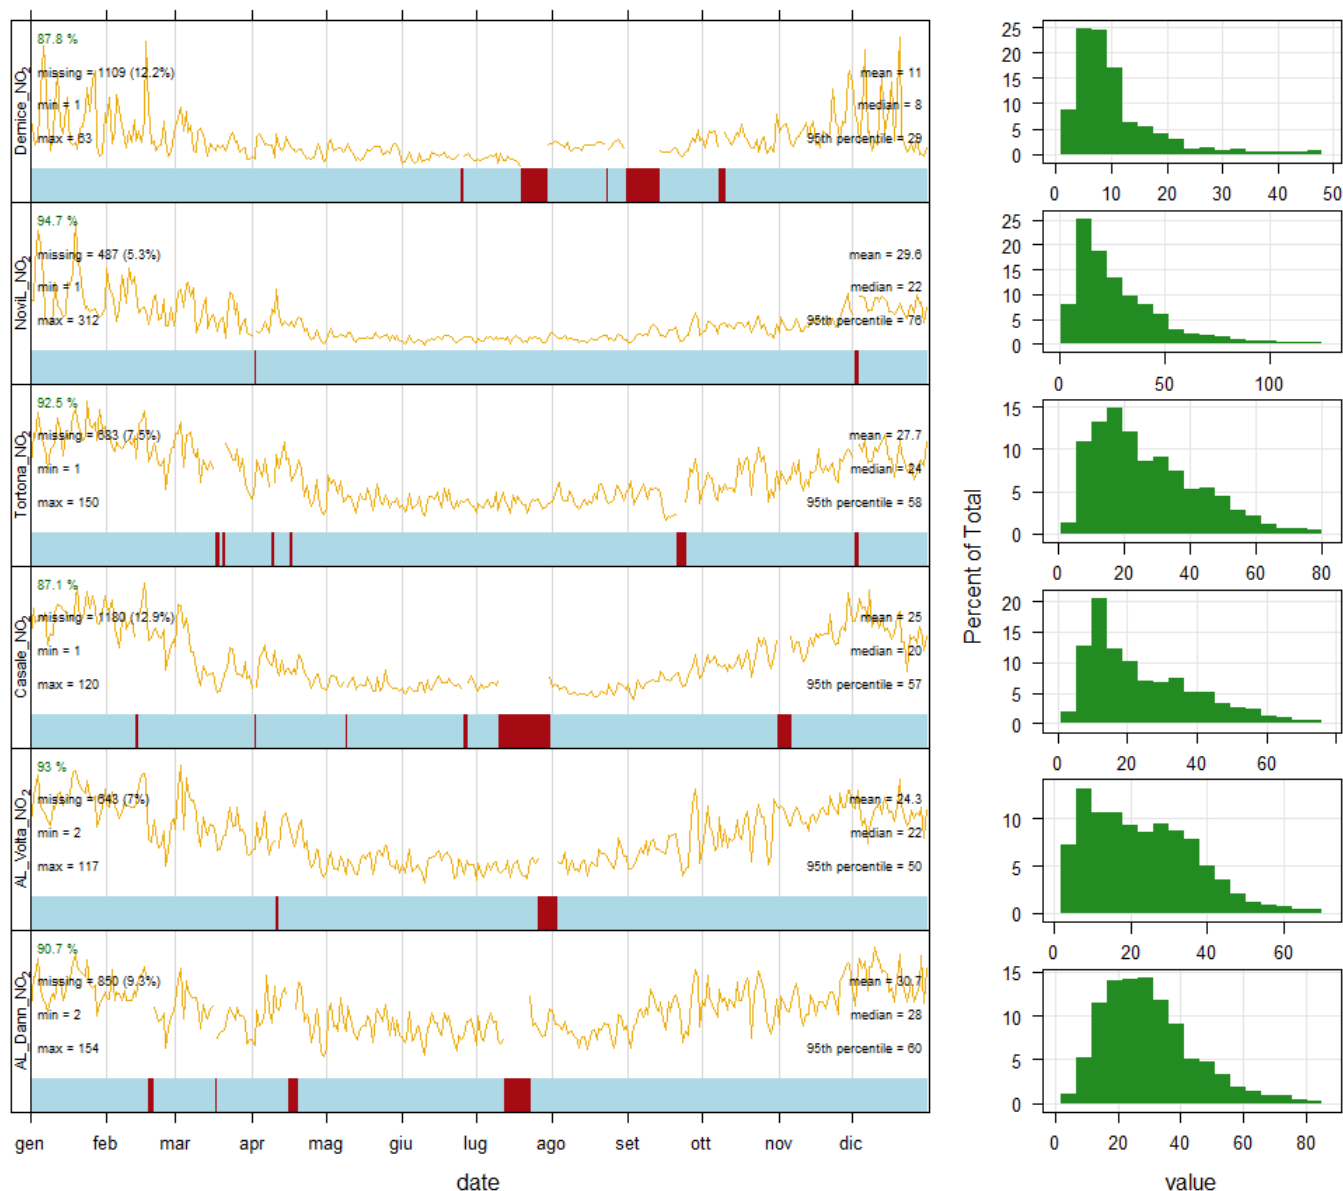 Dernice_NO2
87.8 %
missing = 1109 (12.2%)
min = 1
max = 63
mean = 11
median = 8
95th percentile = 29
NoviL_NO2
94.7 %
missing = 487 (5.3%)
min = 1
max = 312
mean = 29.6
median = 22
95th percentile = 76
Tortona_NO2
92.5 %
missing = 683 (7.5%)
min = 1
max = 150
mean = 27.7
median = 24
95th percentile = 58
Casale_NO2
87.1 %
missing = 1180 (12.9%)
min = 1
max = 120
mean = 25
median = 20
95th percentile = 57
AL_Volta_NO2
93 %
missing = 643 (7%)
min = 2
max = 117
mean = 24.3
median = 22
95th percentile = 50
AL_Dann_NO2
90.7 %
missing = 850 (9.3%)
min = 2
max = 154
mean = 30.7
median = 28
95th percentile = 60
gen feb mar apr mag giu lug ago set ott nov dic
date
Percent of Total
25
20
15
10
5
0
0 10 20 30 40 50
25
20
15
10
5
0
0 50 100
15
10
5
0
0 20 40 60 80
20
15
10
5
0
0 20 40 60
10
5
0
20 40 60
15
10
5
0
0 20 40 60 80
value